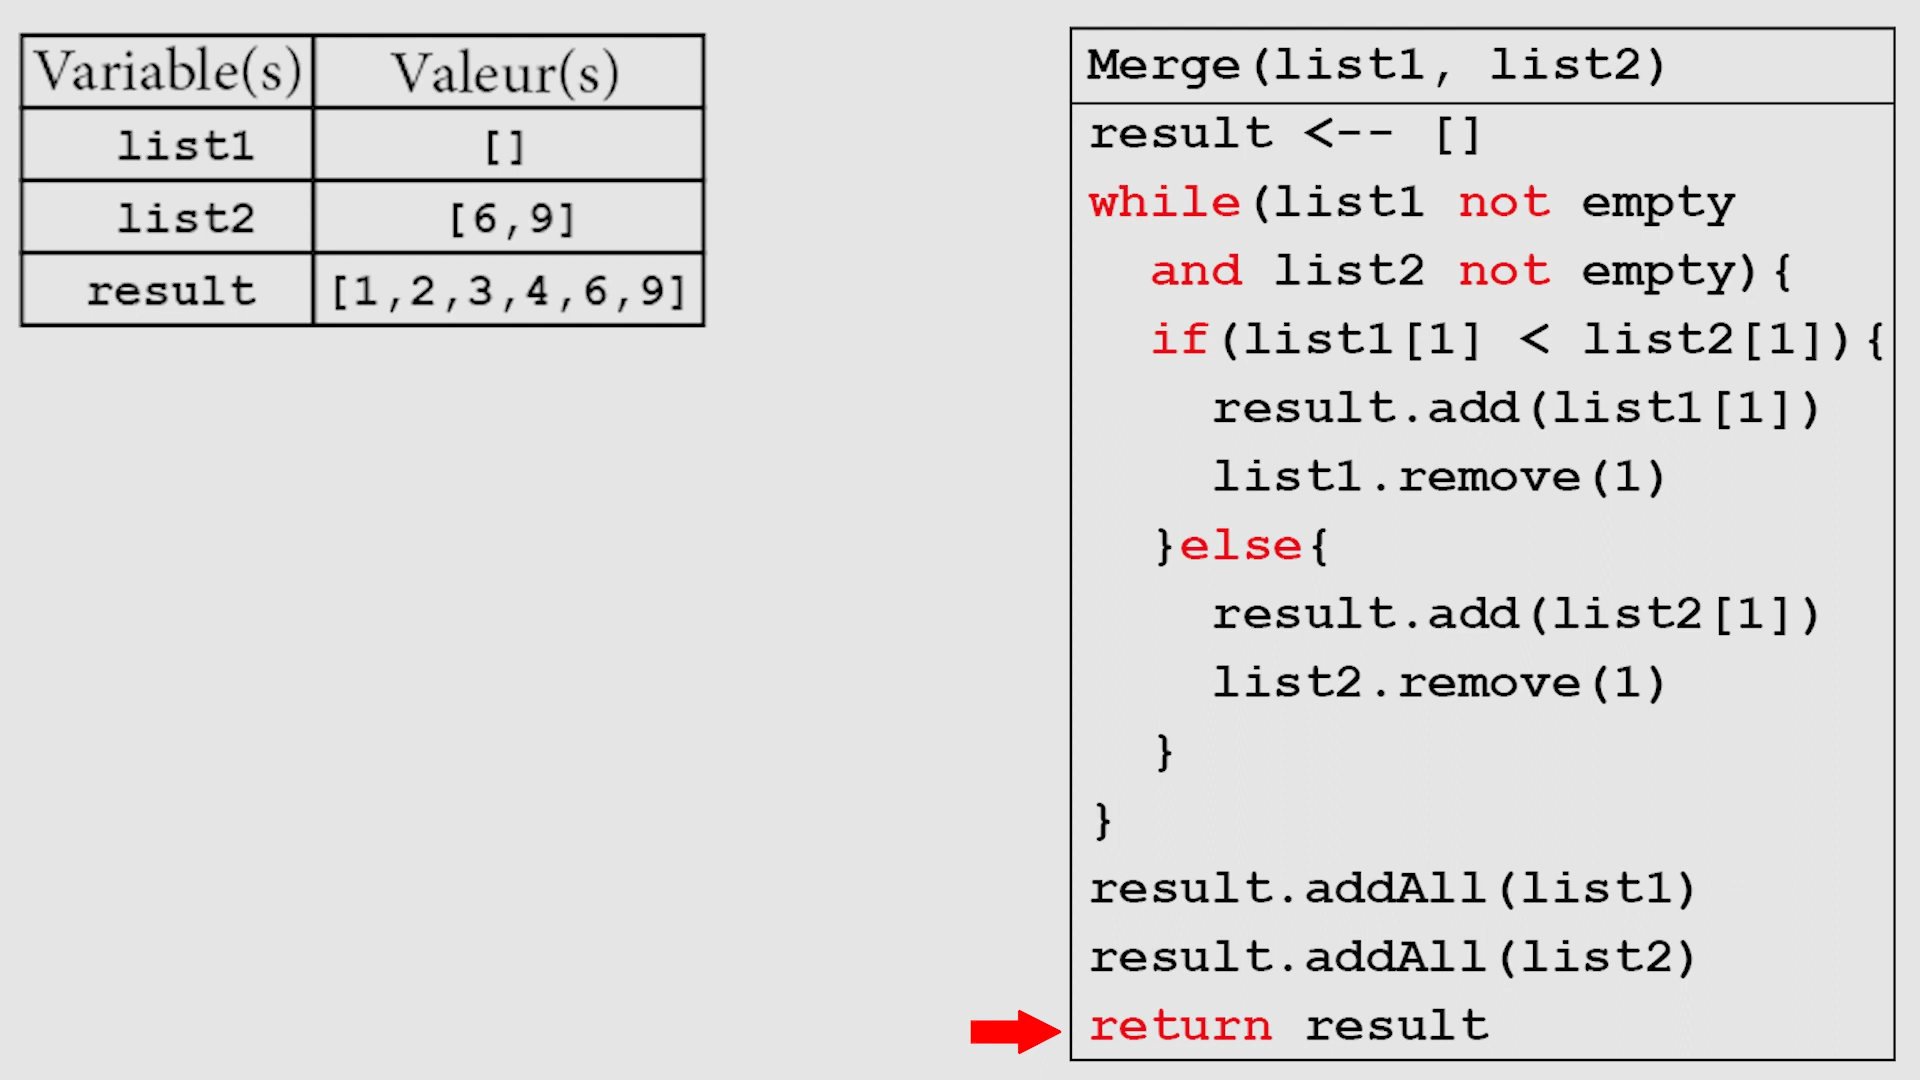 Variable(s) Valeur(s)
list1 []
list2 [6,9]
result [1,2,3,4,6,9]
Merge(list1, list2)
result <-- []
while(list1 not empty
and list2 not empty){
if(list1[1] < list2[1]){
result.add(list1[1])
list1.remove(1)
}else{
result.add(list2[1])
list2.remove(1)
}
}
result.addAll(list1)
result.addAll(list2)
return result